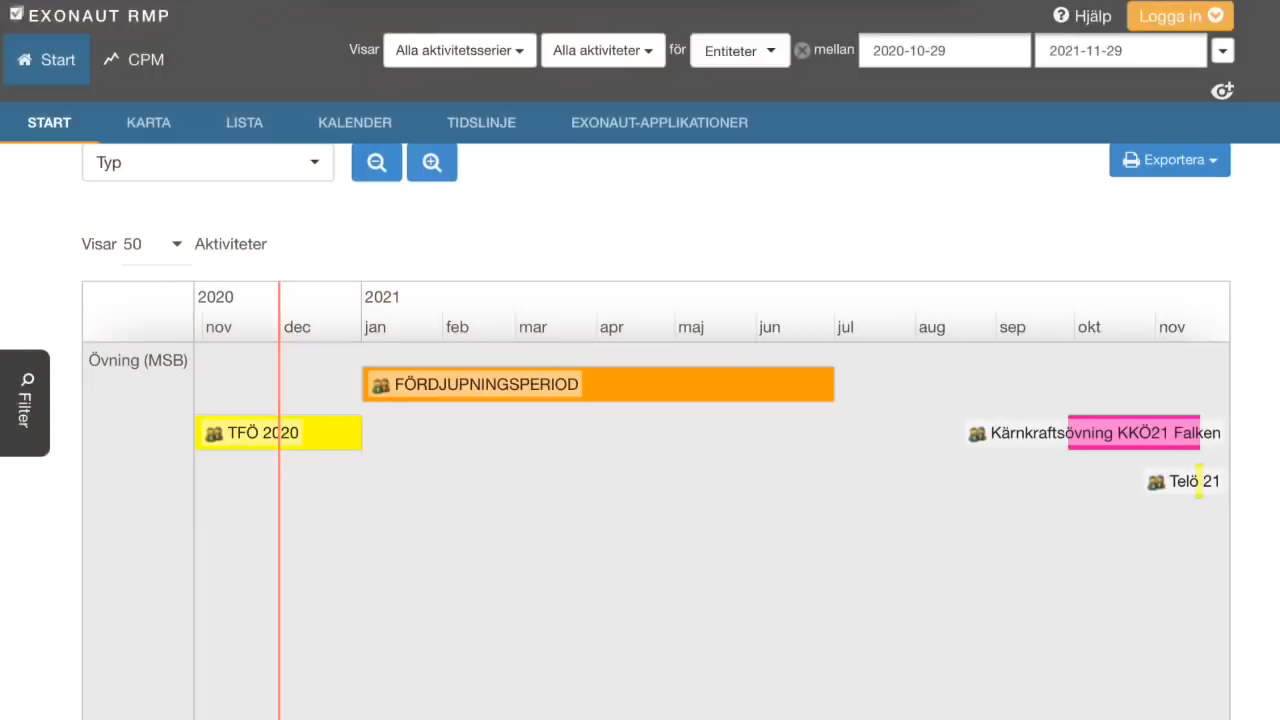 EXONAUT RMP
Hjälp
Logga in
Start
CPM
Visar
Alla aktivitetsserier
Alla aktiviteter
för
Entiteter
mellan
2020-10-29
2021-11-29
START
KARTA
LISTA
KALENDER
TIDSLINJE
EXONAUT-APPLIKATIONER
Typ
Exportera
Visar 50 Aktiviteter
2020
2021
nov
dec
jan
feb
mar
apr
maj
jun
jul
aug
sep
okt
nov
Övning (MSB)
FÖRDJUPNINGSPERIOD
TFÖ 2020
Kärnkraftsövning KKÖ21 Falken
Telö 21
Filter